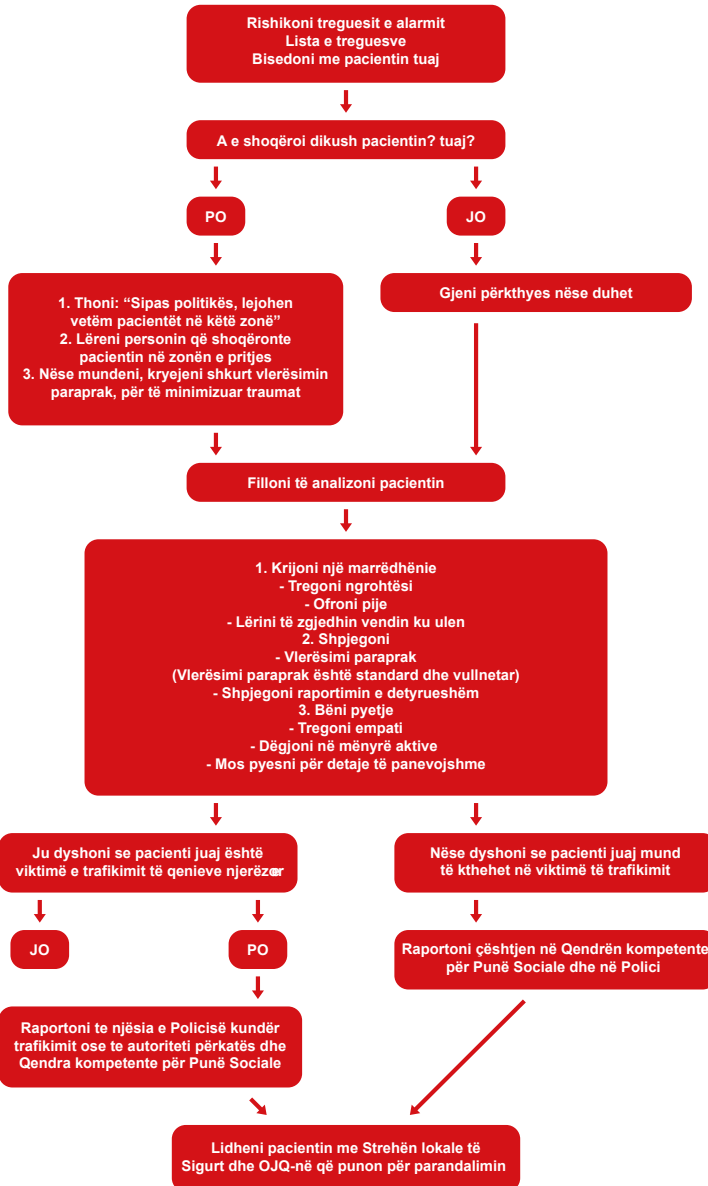 Rishikoni treguesit e alarmit
Lista e treguesve
Bisedoni me pacientin tuaj
A e shoqëroi dikush pacientin? tuaj?
PO
JO
1. Thoni: “Sipas politikës, lejohen
vetëm pacientët në këtë zonë”
2. Lëreni personin që shoqëronte
pacientin në zonën e pritjes
3. Nëse mundeni, kryejeni shkurt vlerësimin
paraprak, për të minimizuar traumat
Gjeni përkthyes nëse duhet
Filloni të analizoni pacientin
1. Krijoni një marrëdhënie
- Tregoni ngrohtësi
- Ofroni pije
- Lërini të zgjedhin vendin ku ulen
2. Shpjegoni
- Vlerësimi paraprak
(Vlerësimi paraprak është standard dhe vullnetar)
- Shpjegoni raportimin e detyrueshëm
3. Bëni pyetje
- Tregoni empati
- Dëgjoni në mënyrë aktive
- Mos pyesni për detaje të panevojshme
Ju dyshoni se pacienti juaj është
viktimë e trafikimit të qenieve njerëzore
Nëse dyshoni se pacienti juaj mund
të kthehet në viktimë të trafikimit
JO
PO
Raportoni çështjen në Qendrën kompetente
për Punë Sociale dhe në Polici
Raportoni te njësia e Policisë kundër
trafikimit ose te autoriteti përkatës dhe
Qendra kompetente për Punë Sociale
Lidheni pacientin me Strehën lokale të
Sigurt dhe OJQ-në që punon për parandalimin